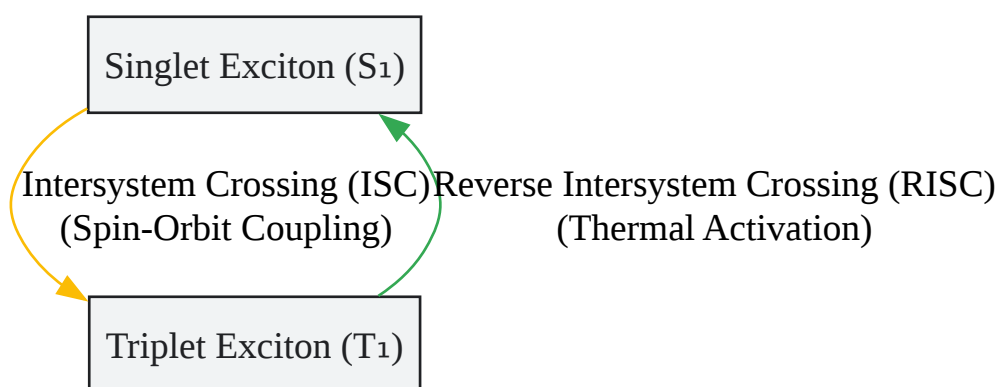 Singlet Exciton (S₁)
Intersystem Crossing (ISC)
(Spin-Orbit Coupling)
Reverse Intersystem Crossing (RISC)
(Thermal Activation)
Triplet Exciton (T₁)